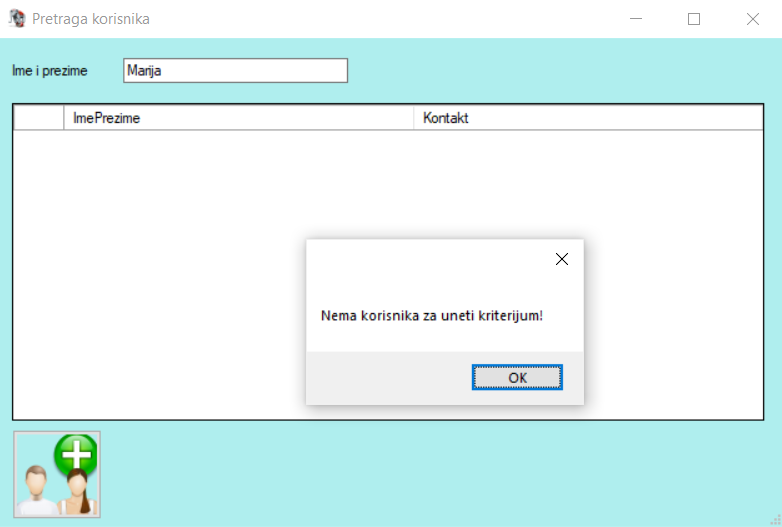 Pretraga korisnika
Ime i prezime
Marija
ImePrezime
Kontakt
Nema korisnika za uneti kriterijum!
OK